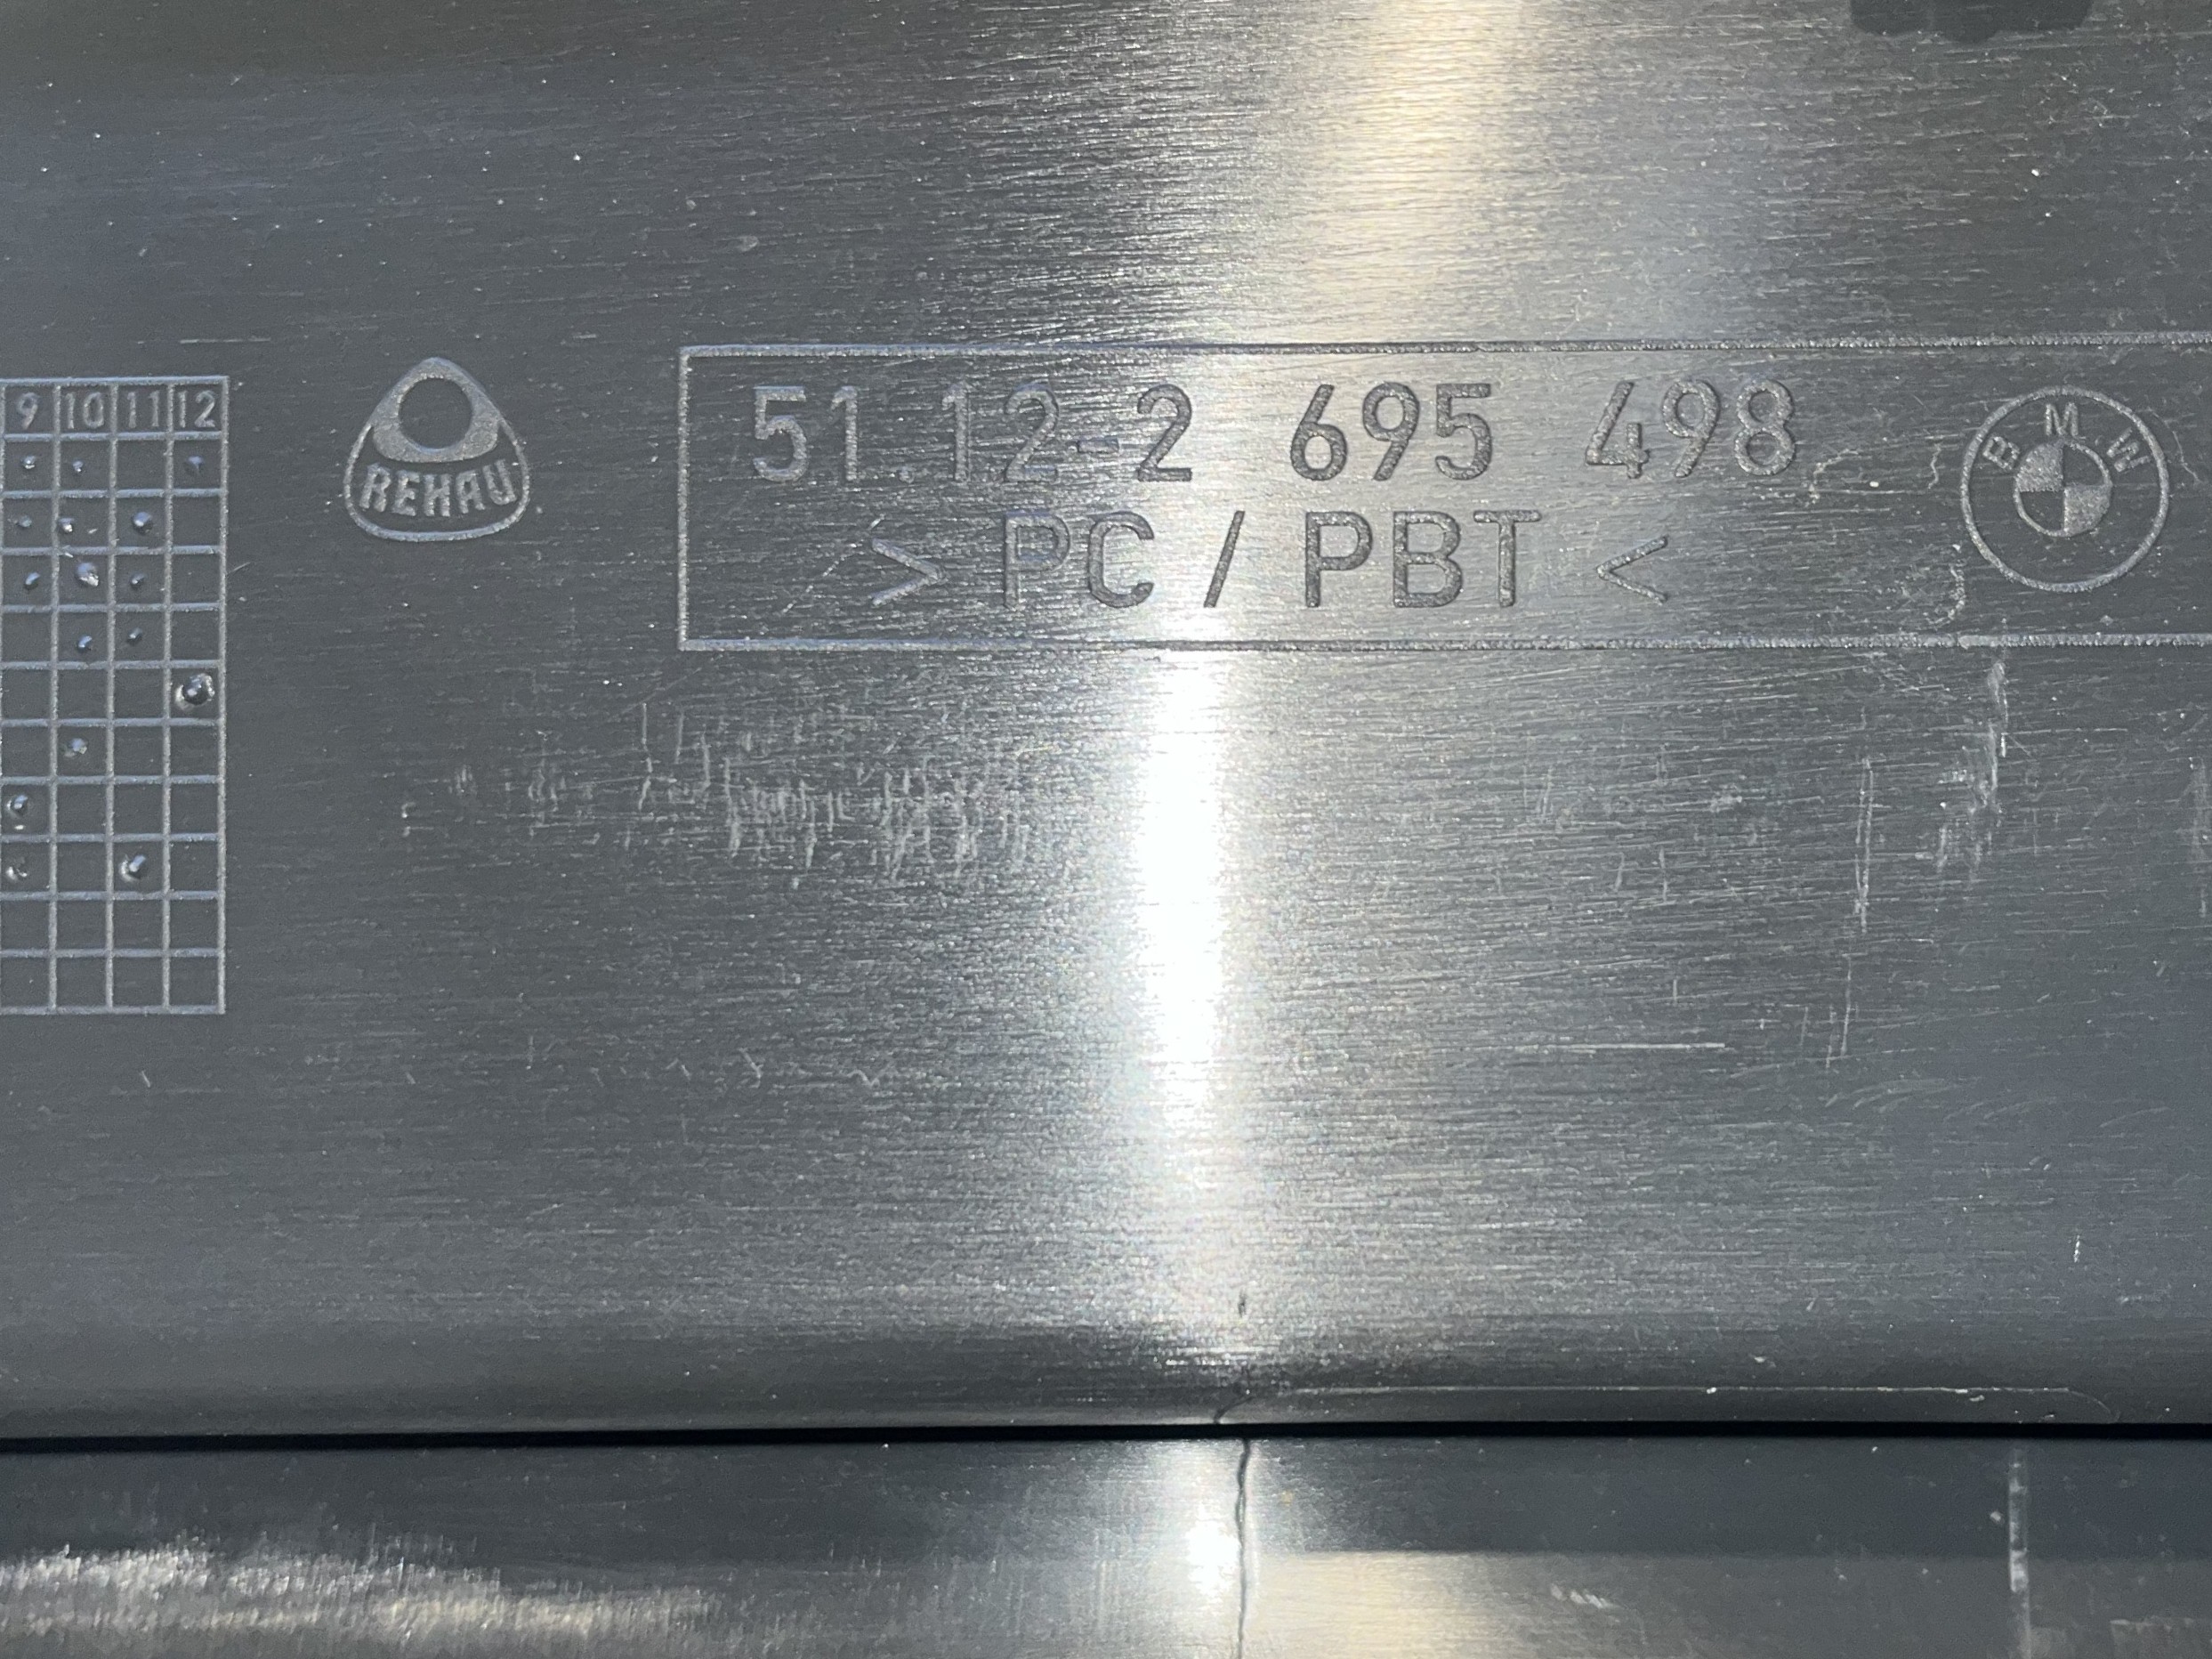 9 10 11 12
REHAU
51.12-2 695 498
> PC / PBT <
BMW